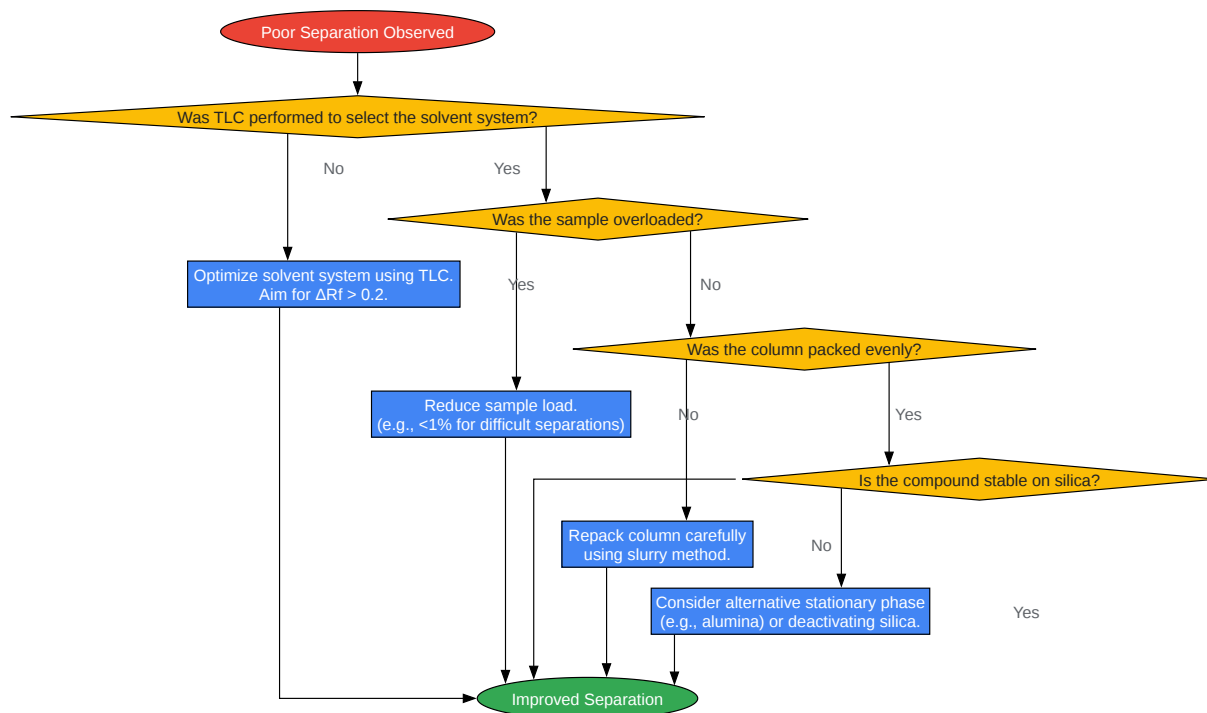 Poor Separation Observed
Was TLC performed to select the solvent system?
No
Yes
Was the sample overloaded?
Optimize solvent system using TLC.
Aim for ΔRf > 0.2.
Yes
No
Was the column packed evenly?
Reduce sample load.
(e.g., <1% for difficult separations)
No
Yes
Is the compound stable on silica?
Repack column carefully
using slurry method.
No
Consider alternative stationary phase
(e.g., alumina) or deactivating silica.
Yes
Improved Separation